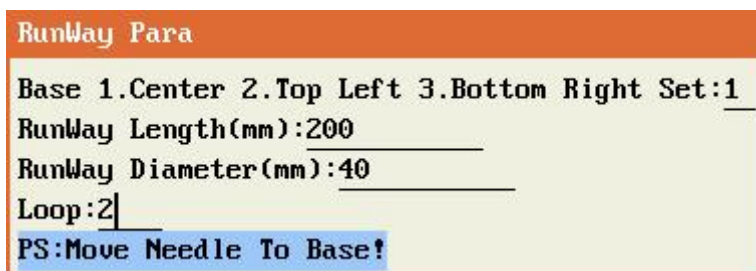 RunWay Para
Base 1.Center 2.Top Left 3.Bottom Right Set:1
RunWay Length(mm):200
RunWay Diameter(mm):40
Loop:2
PS:Move Needle To Base!